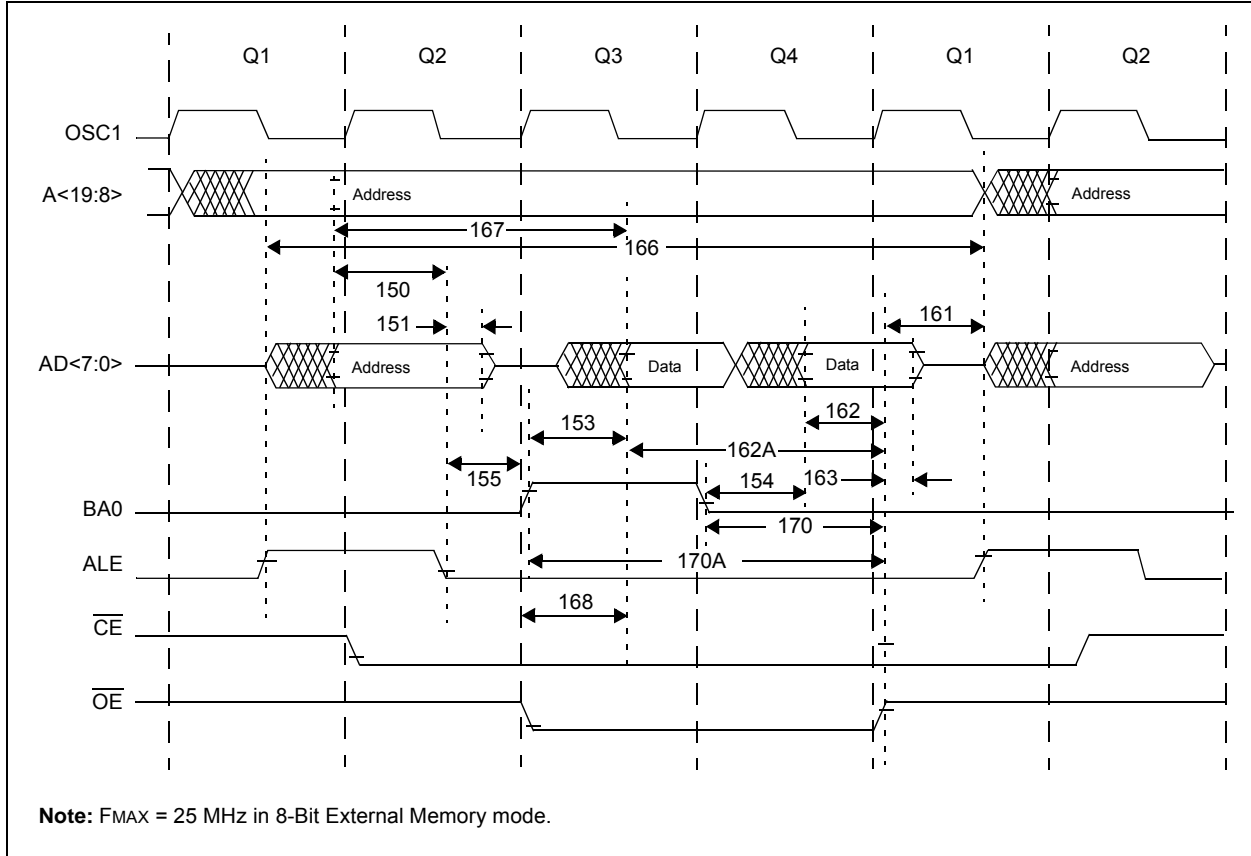 Q1 Q2 Q3 Q4 Q1 Q2
OSC1
A<19:8>
Address Address
167
166
150
151 161
AD<7:0>
Address Data Data Address
153 162
162A
155 154 163
BA0
170
ALE
170A
168
CE
OE
Note: FMAX = 25 MHz in 8-Bit External Memory mode.